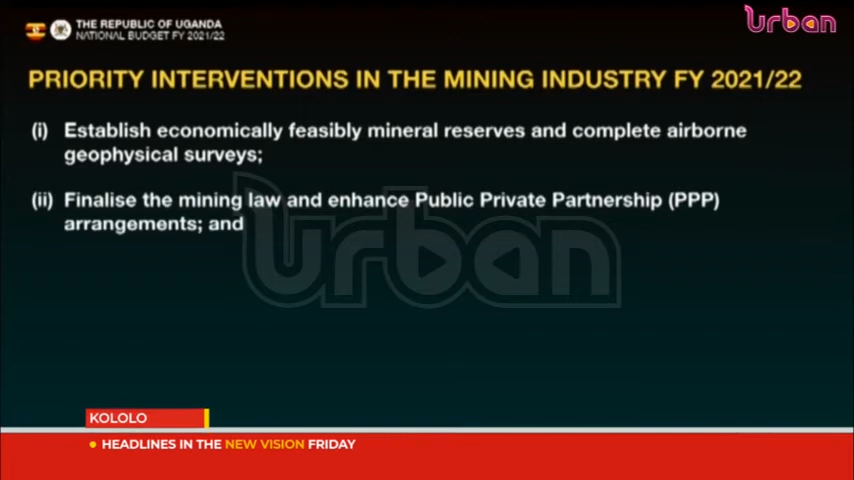 THE REPUBLIC OF UGANDA
NATIONAL BUDGET FY 2021/22
urban
PRIORITY INTERVENTIONS IN THE MINING INDUSTRY FY 2021/22
(i) Establish economically feasibly mineral reserves and complete airborne
geophysical surveys;
(ii) Finalise the mining law and enhance Public Private Partnership (PPP)
arrangements; and
urban
KOLOLO
HEADLINES IN THE NEW VISION FRIDAY